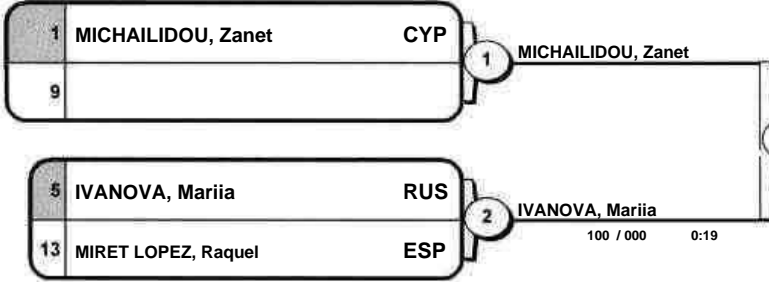 1 MICHAILIDOU, Zanet CYP
1 MICHAILIDOU, Zanet
9
5 IVANOVA, Mariia RUS
2 IVANOVA, Mariia
100 / 000 0:19
13 MIRET LOPEZ, Raquel ESP